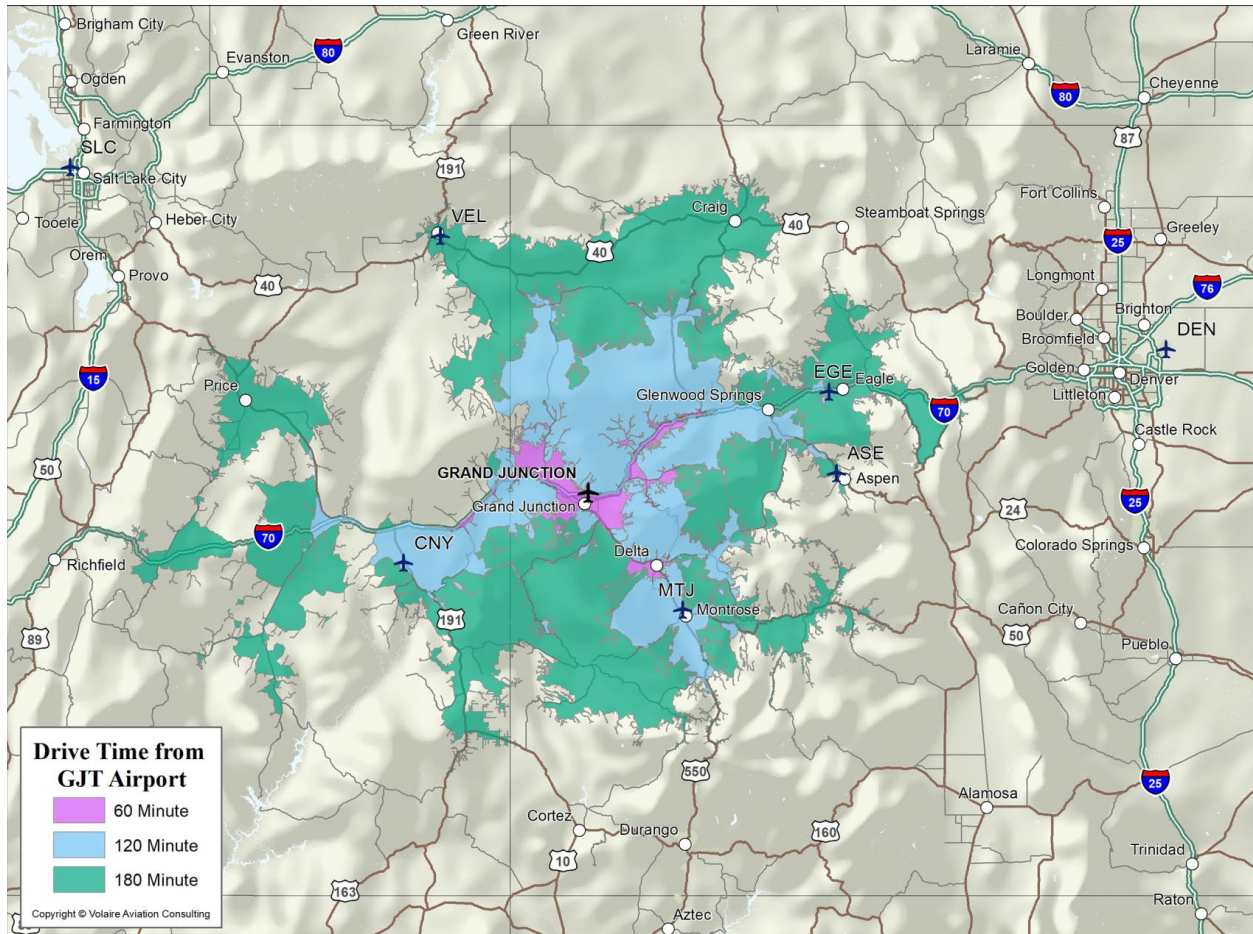 Brigham City
Green River
80
Evanston
Laramie
80
Cheyenne
Ogden
Farmington
SLC
Salt Lake City
Tooele
Heber City
Orem
Provo
40
191
VEL
87
Fort Collins
Craig
40
Steamboat Springs
40
25
Greeley
Longmont
76
Boulder
Brighton
Broomfield
DEN
Golden
Denver
Littleton
15
Price
EGE
Eagle
Glenwood Springs
70
Castle Rock
50
GRAND JUNCTION
Grand Junction
ASE
Aspen
25
24
Colorado Springs
70
CNY
Richfield
Delta
MTJ
Montrose
191
89
Cañon City
50
Pueblo
Drive Time from
GJT Airport
60 Minute
120 Minute
180 Minute
Copyright © Volaire Aviation Consulting
550
25
Alamosa
Cortez
Durango
160
10
163
Trinidad
Raton
Aztec